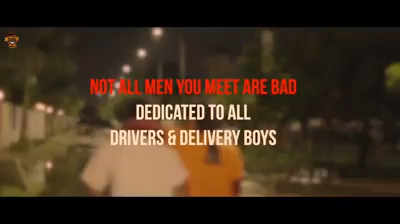 NOT ALL MEN YOU MEET ARE BAD
DEDICATED TO ALL
DRIVERS & DELIVERY BOYS